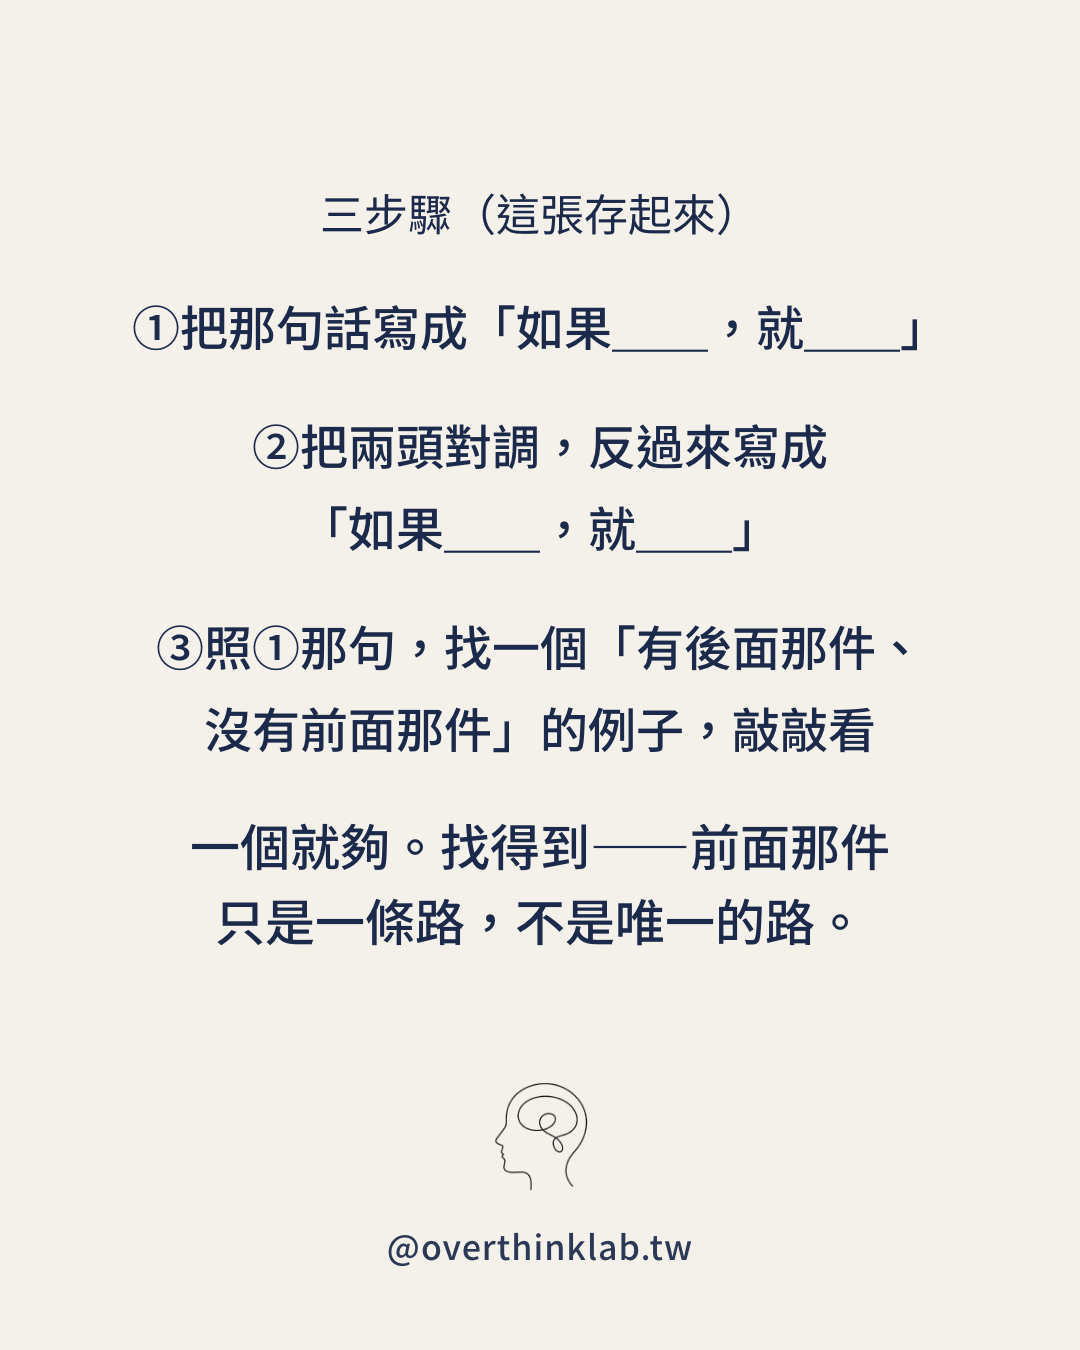 三步驟（這張存起來）
①把那句話寫成「如果____，就____」
②把兩頭對調，反過來寫成
「如果____，就____」
③照①那句，找一個「有後面那件、
沒有前面那件」的例子，敲敲看
一個就夠。找得到——前面那件
只是一條路，不是唯一的路。
@overthinklab.tw